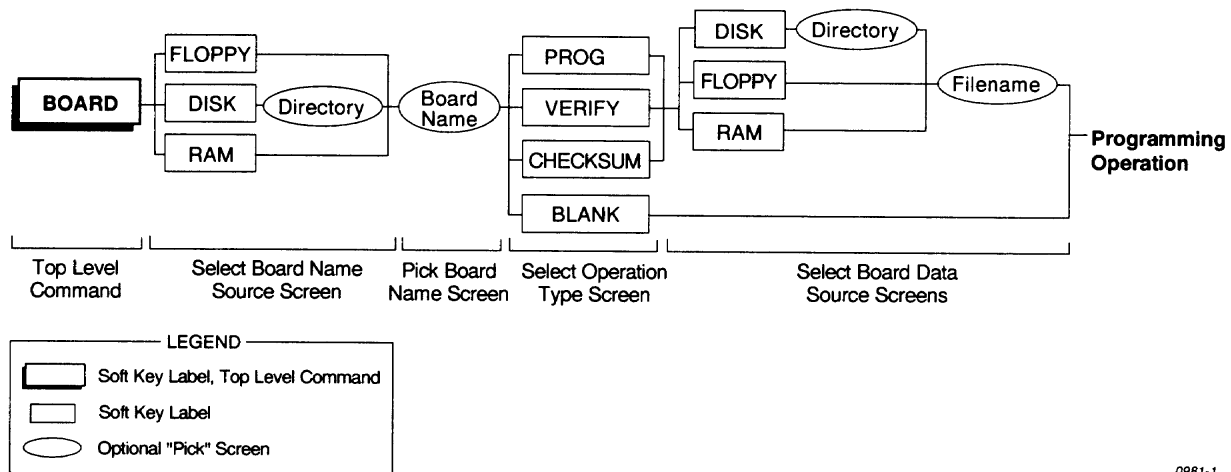 BOARD
FLOPPY
DISK
RAM
Directory
Board
Name
PROG
VERIFY
CHECKSUM
BLANK
DISK
FLOPPY
RAM
Directory
Filename
Programming
Operation
Top Level
Command
Select Board Name
Source Screen
Pick Board
Name Screen
Select Operation
Type Screen
Select Board Data
Source Screens
LEGEND
Soft Key Label, Top Level Command
Soft Key Label
Optional "Pick" Screen
0981-1